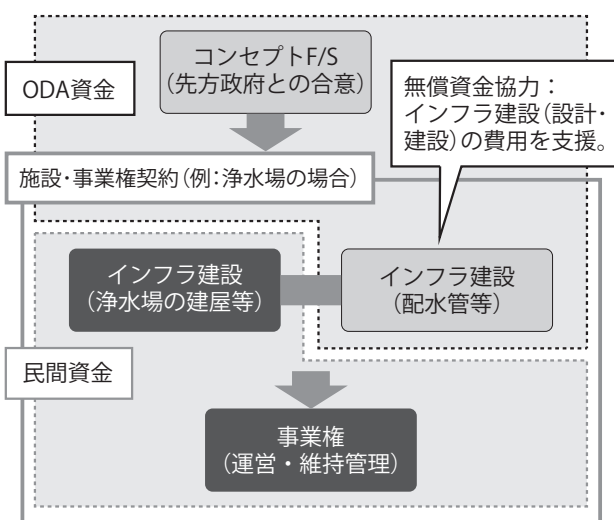 コンセプトF/S
(先方政府との合意)
ODA資金
無償資金協力：
インフラ建設(設計・
建設)の費用を支援。
施設・事業権契約(例：浄水場の場合)
インフラ建設
(浄水場の建屋等)
インフラ建設
(配水管等)
民間資金
事業権
(運営・維持管理)